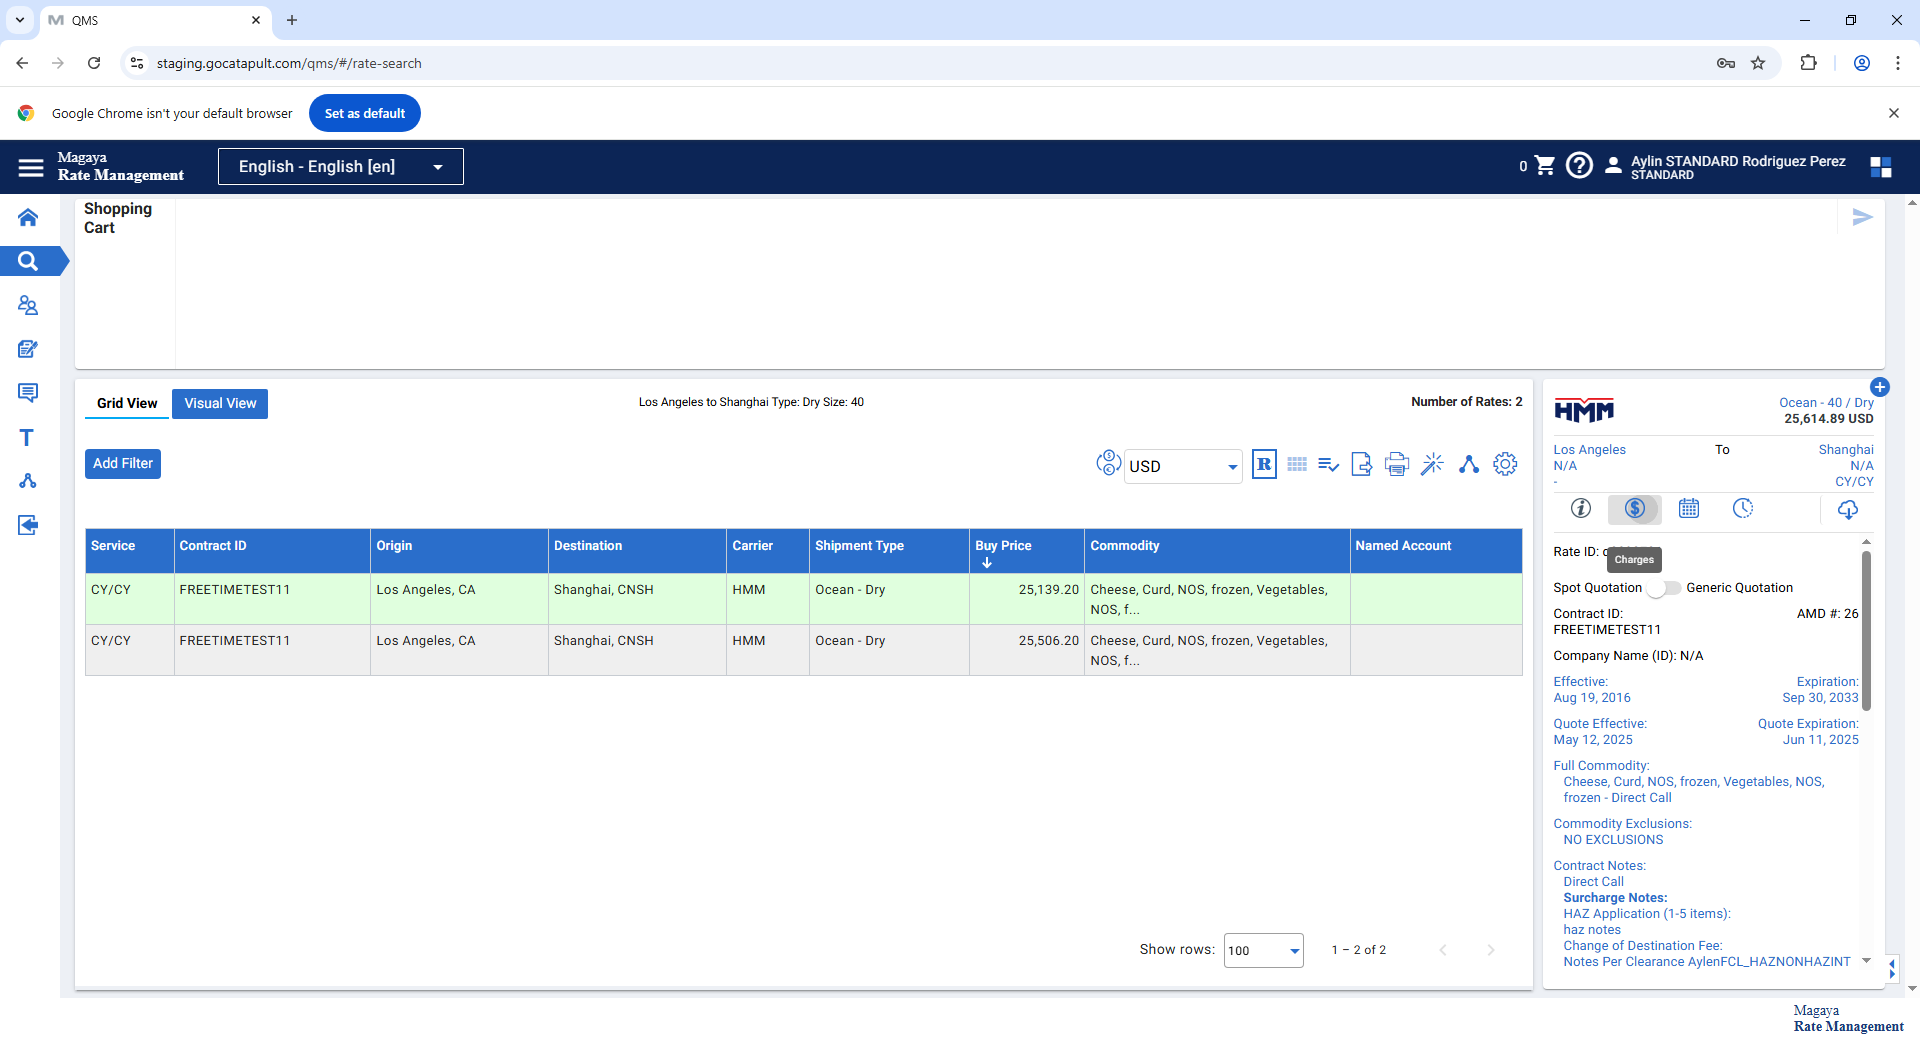 QMS
staging.gocatapult.com/qms/#/rate-search
Google Chrome isn't your default browser
Set as default
Magaya
Rate Management
English - English [en]
0
Aylin STANDARD Rodriguez Perez
STANDARD
Shopping
Cart
Grid View
Visual View
Los Angeles to Shanghai Type: Dry Size: 40
Number of Rates: 2
Add Filter
USD
R
Service Contract ID Origin Destination Carrier Shipment Type Buy Price Commodity Named Account
CY/CY FREETIMETEST11 Los Angeles, CA Shanghai, CNSH HMM Ocean - Dry 25,139.20 Cheese, Curd, NOS, frozen, Vegetables,
NOS, f...
CY/CY FREETIMETEST11 Los Angeles, CA Shanghai, CNSH HMM Ocean - Dry 25,506.20 Cheese, Curd, NOS, frozen, Vegetables,
NOS, f...
Show rows: 100 1 – 2 of 2
HMM
Ocean - 40 / Dry
25,614.89 USD
Los Angeles To Shanghai
N/A N/A
- CY/CY
Rate ID:
Charges
Spot Quotation Generic Quotation
Contract ID: AMD #: 26
FREETIMETEST11
Company Name (ID): N/A
Effective: Expiration:
Aug 19, 2016 Sep 30, 2033
Quote Effective: Quote Expiration:
May 12, 2025 Jun 11, 2025
Full Commodity:
Cheese, Curd, NOS, frozen, Vegetables, NOS,
frozen - Direct Call
Commodity Exclusions:
NO EXCLUSIONS
Contract Notes:
Direct Call
Surcharge Notes:
HAZ Application (1-5 items):
haz notes
Change of Destination Fee:
Notes Per Clearance AylenFCL_HAZNONHAZINT
Magaya
Rate Management